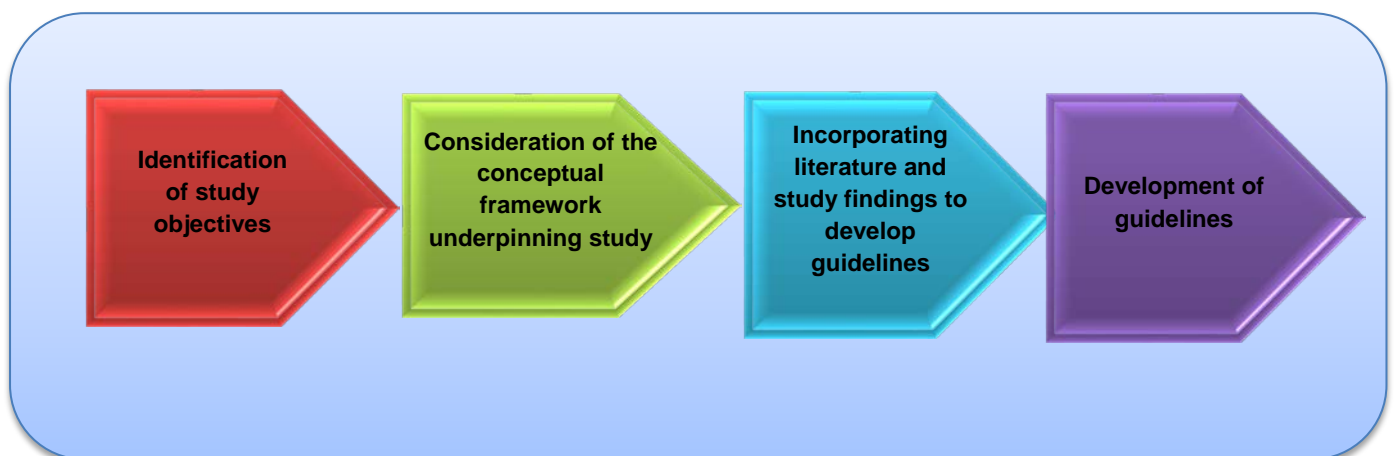 Identification
of study
objectives
Consideration of the
conceptual
framework
underpinning study
Incorporating
literature and
study findings to
develop
guidelines
Development of
guidelines